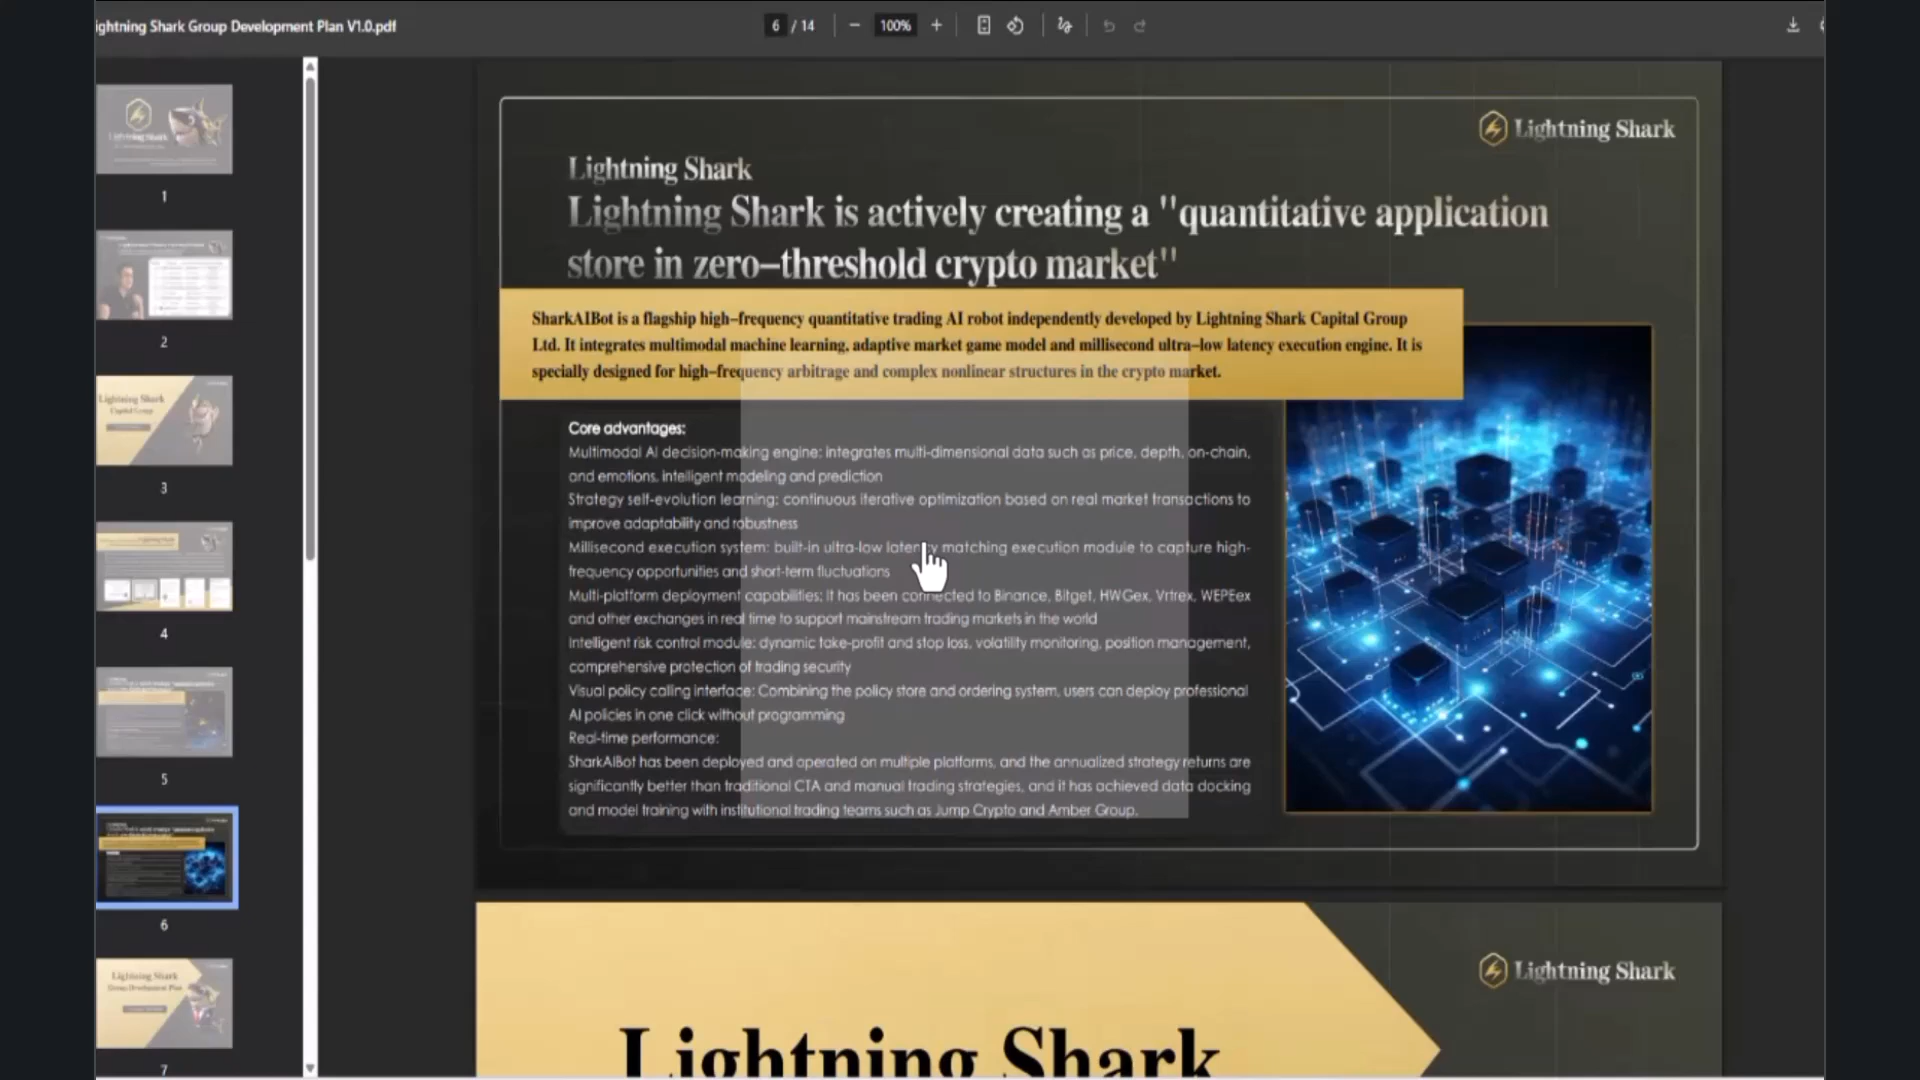 ightning Shark Group Development Plan V1.0.pdf
6 / 14
100%
1
2
3
4
5
6
7
Lightning Shark
Lightning Shark
Lightning Shark is actively creating a "quantitative application
store in zero–threshold crypto market"
SharkAIBot is a flagship high–frequency quantitative trading AI robot independently developed by Lightning Shark Capital Group
Ltd. It integrates multimodal machine learning, adaptive market game model and millisecond ultra–low latency execution engine. It is
specially designed for high–frequency arbitrage and complex nonlinear structures in the crypto market.
Core advantages:
Multimodal AI decision-making engine: integrates multi-dimensional data such as price, depth, on-chain,
and emotions, intelligent modeling and prediction
Strategy self-evolution learning: continuous iterative optimization based on real market transactions to
improve adaptability and robustness
Millisecond execution system: built-in ultra-low latency matching execution module to capture high-
frequency opportunities and short-term fluctuations
Multi-platform deployment capabilities: It has been connected to Binance, Bitget, HWGex, Vrtrex, WEPEex
and other exchanges in real time to support mainstream trading markets in the world
Intelligent risk control module: dynamic take-profit and stop loss, volatility monitoring, position management,
comprehensive protection of trading security
Visual policy calling interface: Combining the policy store and ordering system, users can deploy professional
AI policies in one click without programming
Real-time performance:
SharkAIBot has been deployed and operated on multiple platforms, and the annualized strategy returns are
significantly better than traditional CTA and manual trading strategies, and it has achieved data docking
and model training with institutional trading teams such as Jump Crypto and Amber Group.
Lightning Shark
Lightning Shark